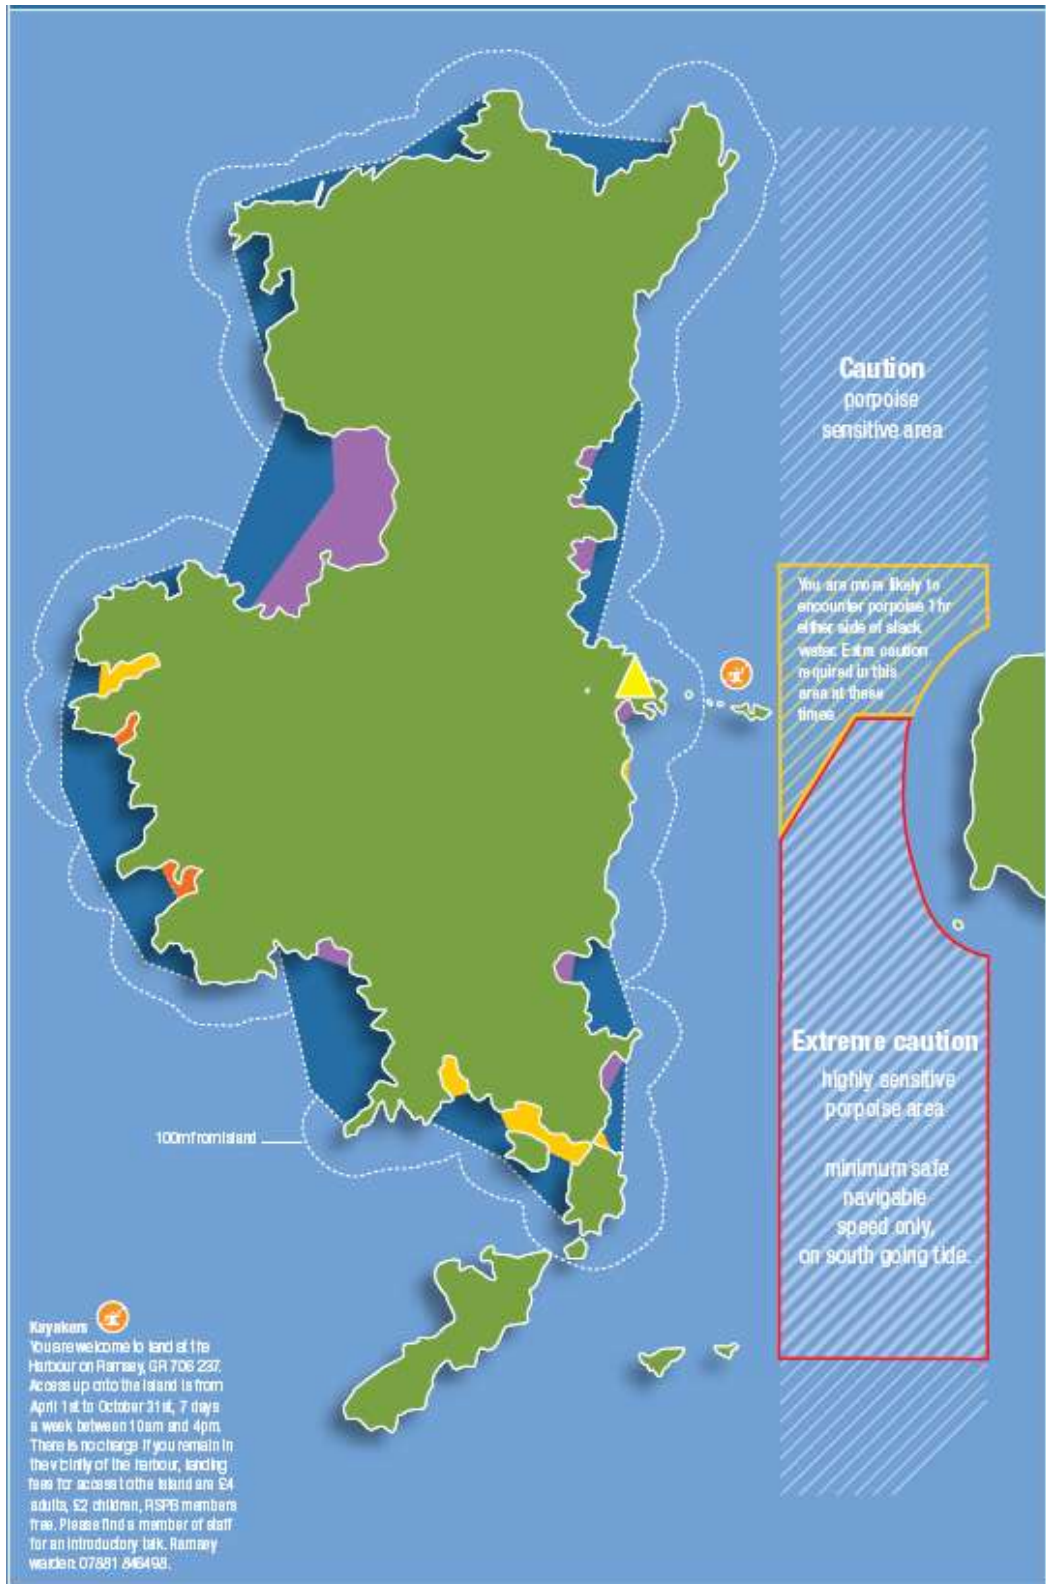 Caution
porpoise
sensitive area
You are more likely to
encounter porpoise 1 hr
either side of slack
water. Extra caution
required in this
area at these
times
Extreme caution
highly sensitive
porpoise area
minimum safe
navigable
speed only,
on south going tide.
100m from island
Kayakers
You are welcome to land at the
Harbour on Ramsey, GR 706 237.
Access up onto the island is from
April 1st to October 31st, 7 days
a week between 10am and 4pm.
There is no charge if you remain in
the vicinity of the harbour, landing
fees for access to the island are £4
adults, £2 children, RSPB members
free. Please find a member of staff
for an introductory talk. Ramsey
warden: 07881 846498.